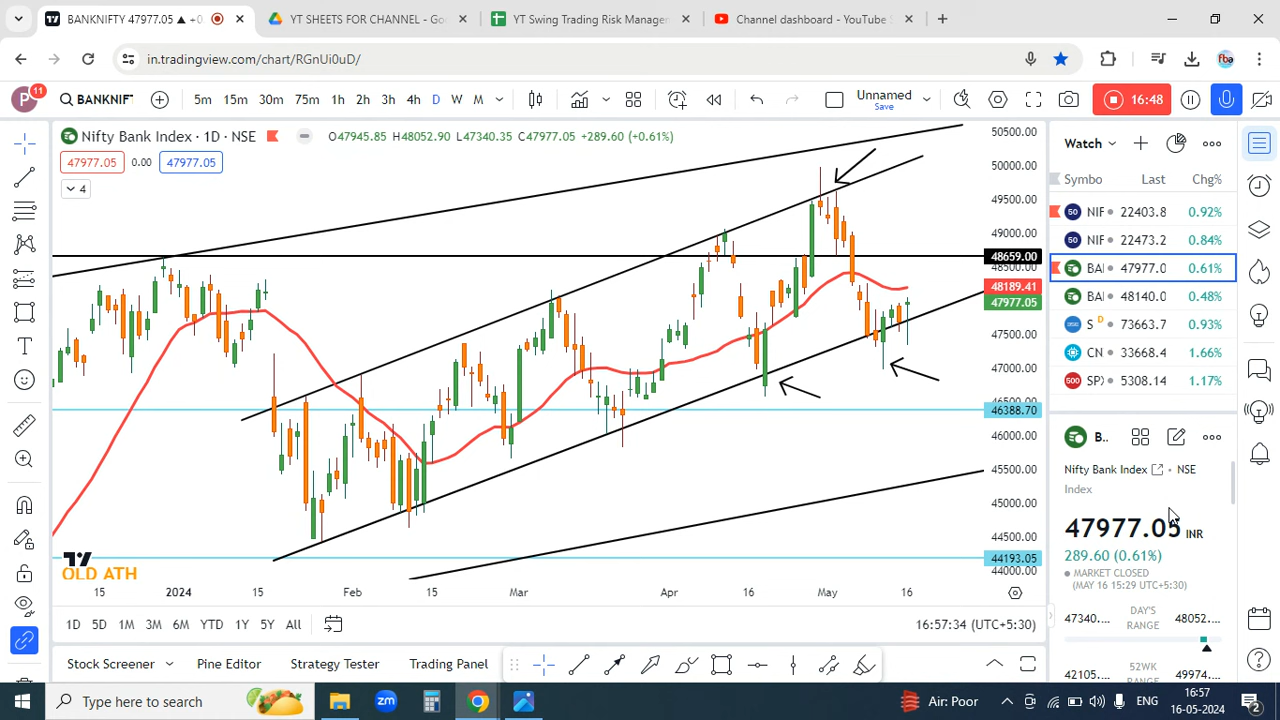 BANKNIFTY 47977.05 ▲ +0
YT SHEETS FOR CHANNEL - Go
YT Swing Trading Risk Manager
Channel dashboard - YouTube S
in.tradingview.com/chart/RGnUi0uD/
P 11 BANKNIF 5m 15m 30m 75m 1h 2h 3h 4h D W M Unnamed Save 16:48
Nifty Bank Index · 1D · NSE O47945.85 H48052.90 L47340.35 C47977.05 +289.60 (+0.61%)
47977.05 0.00 47977.05
4
50500.00
50000.00
49500.00
49000.00
48659.00
48500.00
48189.41
47977.05
47500.00
47000.00
46500.00
46388.70
46000.00
45500.00
45000.00
44500.00
44193.05
44000.00
OLD ATH
15 2024 15 Feb 15 Mar Apr 16 May 16
1D 5D 1M 3M 6M YTD 1Y 5Y All 16:57:34 (UTC+5:30)
Stock Screener Pine Editor Strategy Tester Trading Panel
Watch
Symbo Last Chg%
50 NIF 22403.8 0.92%
50 NIF 22473.2 0.84%
BAI 47977.0 0.61%
BAI 48140.0 0.48%
S D 73663.7 0.93%
CN 33668.4 1.66%
500 SPX 5308.14 1.17%
B..
Nifty Bank Index • NSE
Index
47977.05 INR
289.60 (0.61%)
MARKET CLOSED
(MAY 16 15:29 UTC+5:30)
47340.... DAY'S RANGE 48052....
42105.... 52WK RANGE 49974....
Type here to search
zm
Air: Poor
ENG
16:57
16-05-2024
2